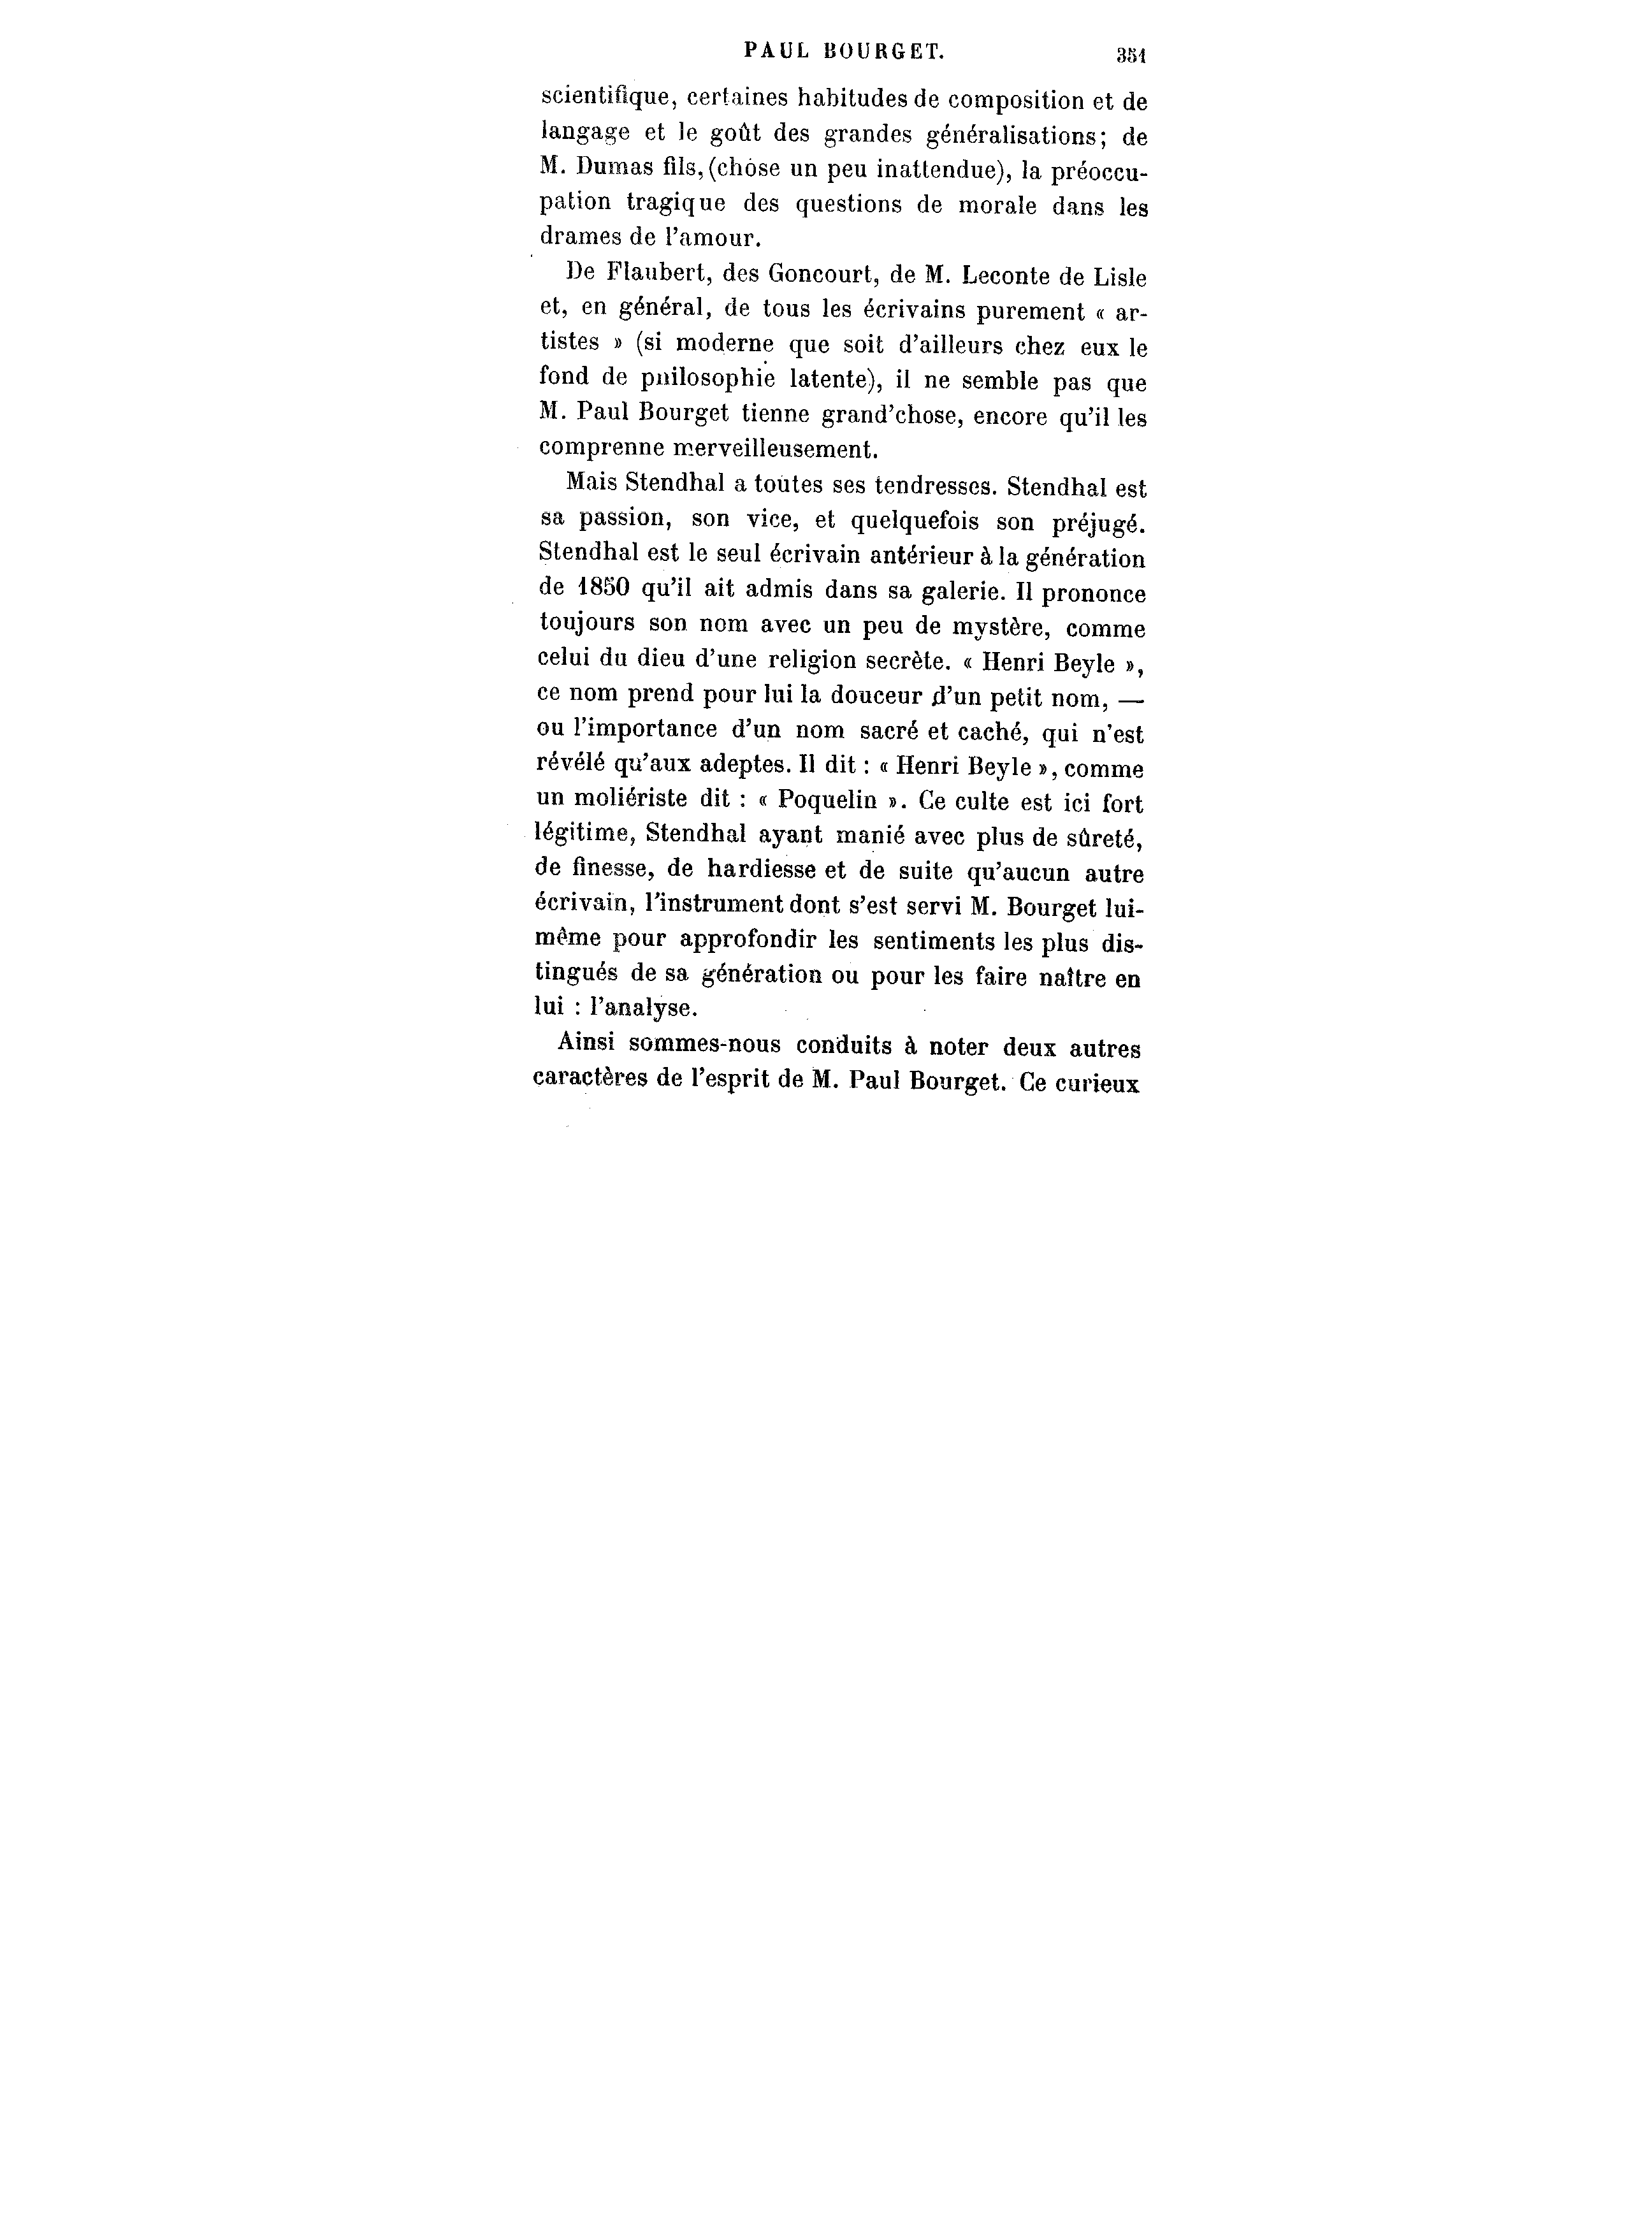 PAUL BOURGET. 351
scientifique, certaines habitudes de composition et de
langage et le goût des grandes généralisations; de
M. Dumas fils, (chose un peu inattendue), la préoccu-
pation tragique des questions de morale dans les
drames de l'amour.
De Flaubert, des Goncourt, de M. Leconte de Lisle
et, en général, de tous les écrivains purement « ar-
tistes » (si moderne que soit d'ailleurs chez eux le
fond de philosophie latente), il ne semble pas que
M. Paul Bourget tienne grand'chose, encore qu'il les
comprenne merveilleusement.
Mais Stendhal a toutes ses tendresses. Stendhal est
sa passion, son vice, et quelquefois son préjugé.
Stendhal est le seul écrivain antérieur à la génération
de 1850 qu'il ait admis dans sa galerie. Il prononce
toujours son nom avec un peu de mystère, comme
celui du dieu d'une religion secrète. « Henri Beyle »,
ce nom prend pour lui la douceur d'un petit nom, —
ou l'importance d'un nom sacré et caché, qui n'est
révélé qu'aux adeptes. Il dit : « Henri Beyle », comme
un moliériste dit : « Poquelin ». Ce culte est ici fort
légitime, Stendhal ayant manié avec plus de sûreté,
de finesse, de hardiesse et de suite qu'aucun autre
écrivain, l'instrument dont s'est servi M. Bourget lui-
même pour approfondir les sentiments les plus dis-
tingués de sa génération ou pour les faire naître en
lui : l'analyse.
Ainsi sommes-nous conduits à noter deux autres
caractères de l'esprit de M. Paul Bourget. Ce curieux